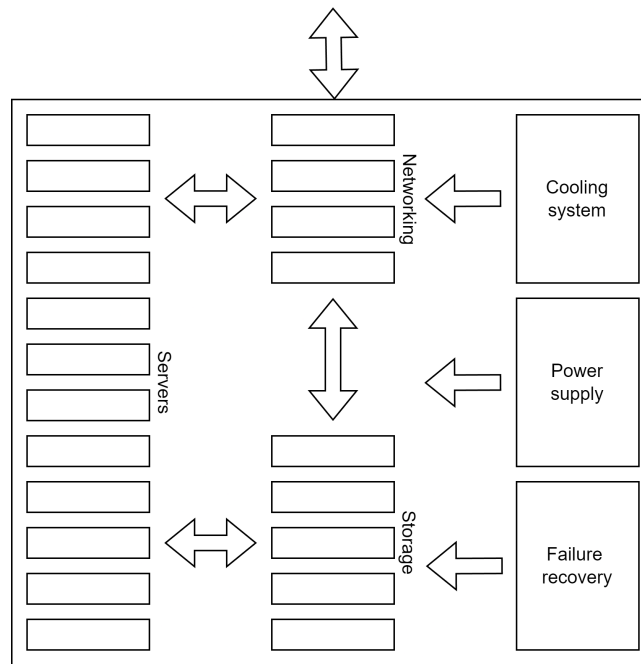 Networking
Cooling
system
Servers
Power
supply
Storage
Failure
recovery